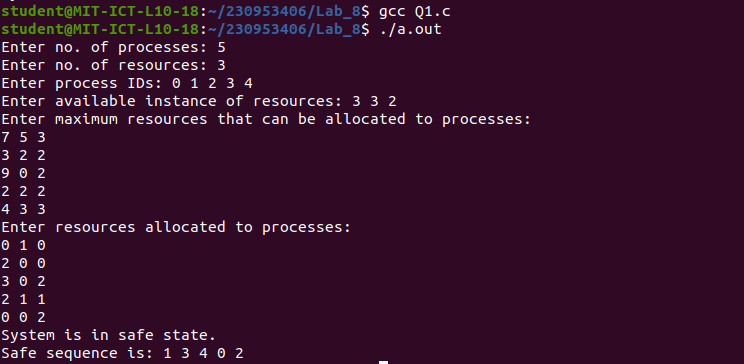 student@MIT-ICT-L10-18:~/230953406/Lab_8$ gcc Q1.c
student@MIT-ICT-L10-18:~/230953406/Lab_8$ ./a.out
Enter no. of processes: 5
Enter no. of resources: 3
Enter process IDs: 0 1 2 3 4
Enter available instance of resources: 3 3 2
Enter maximum resources that can be allocated to processes:
7 5 3
3 2 2
9 0 2
2 2 2
4 3 3
Enter resources allocated to processes:
0 1 0
2 0 0
3 0 2
2 1 1
0 0 2
System is in safe state.
Safe sequence is: 1 3 4 0 2